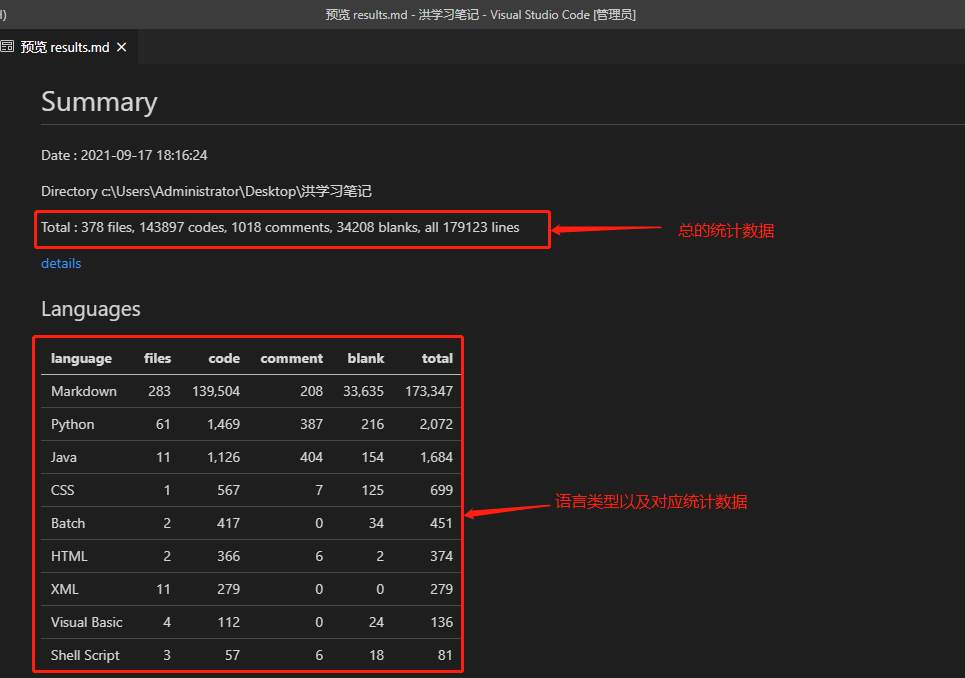 )
预览 results.md - 洪学习笔记 - Visual Studio Code [管理员]
预览 results.md ×
Summary
Date : 2021-09-17 18:16:24
Directory c:\Users\Administrator\Desktop\洪学习笔记
Total : 378 files, 143897 codes, 1018 comments, 34208 blanks, all 179123 lines
总的统计数据
details
Languages
language files code comment blank total
Markdown 283 139,504 208 33,635 173,347
Python 61 1,469 387 216 2,072
Java 11 1,126 404 154 1,684
CSS 1 567 7 125 699
语言类型以及对应统计数据
Batch 2 417 0 34 451
HTML 2 366 6 2 374
XML 11 279 0 0 279
Visual Basic 4 112 0 24 136
Shell Script 3 57 6 18 81